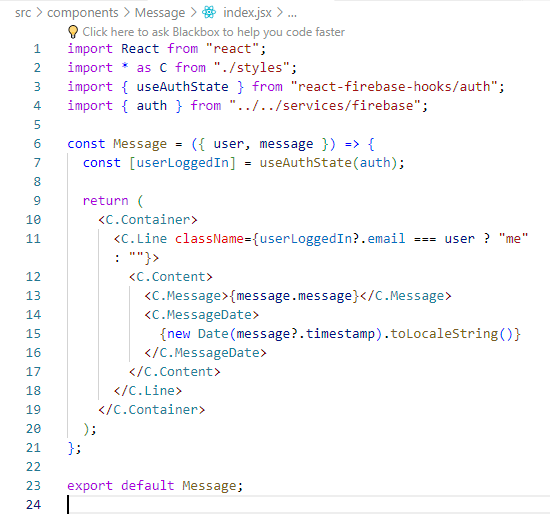 src > components > Message > index.jsx > ...
Click here to ask Blackbox to help you code faster
1 import React from "react";
2 import * as C from "./styles";
3 import { useAuthState } from "react-firebase-hooks/auth";
4 import { auth } from "../../services/firebase";
5
6 const Message = ({ user, message }) => {
7   const [userLoggedIn] = useAuthState(auth);
8
9   return (
10     <C.Container>
11       <C.Line className={userLoggedIn?.email === user ? "me"
      : ""}>
12         <C.Content>
13           <C.Message>{message.message}</C.Message>
14           <C.MessageDate>
15             {new Date(message?.timestamp).toLocaleString()}
16           </C.MessageDate>
17         </C.Content>
18       </C.Line>
19     </C.Container>
20   );
21 };
22
23 export default Message;
24